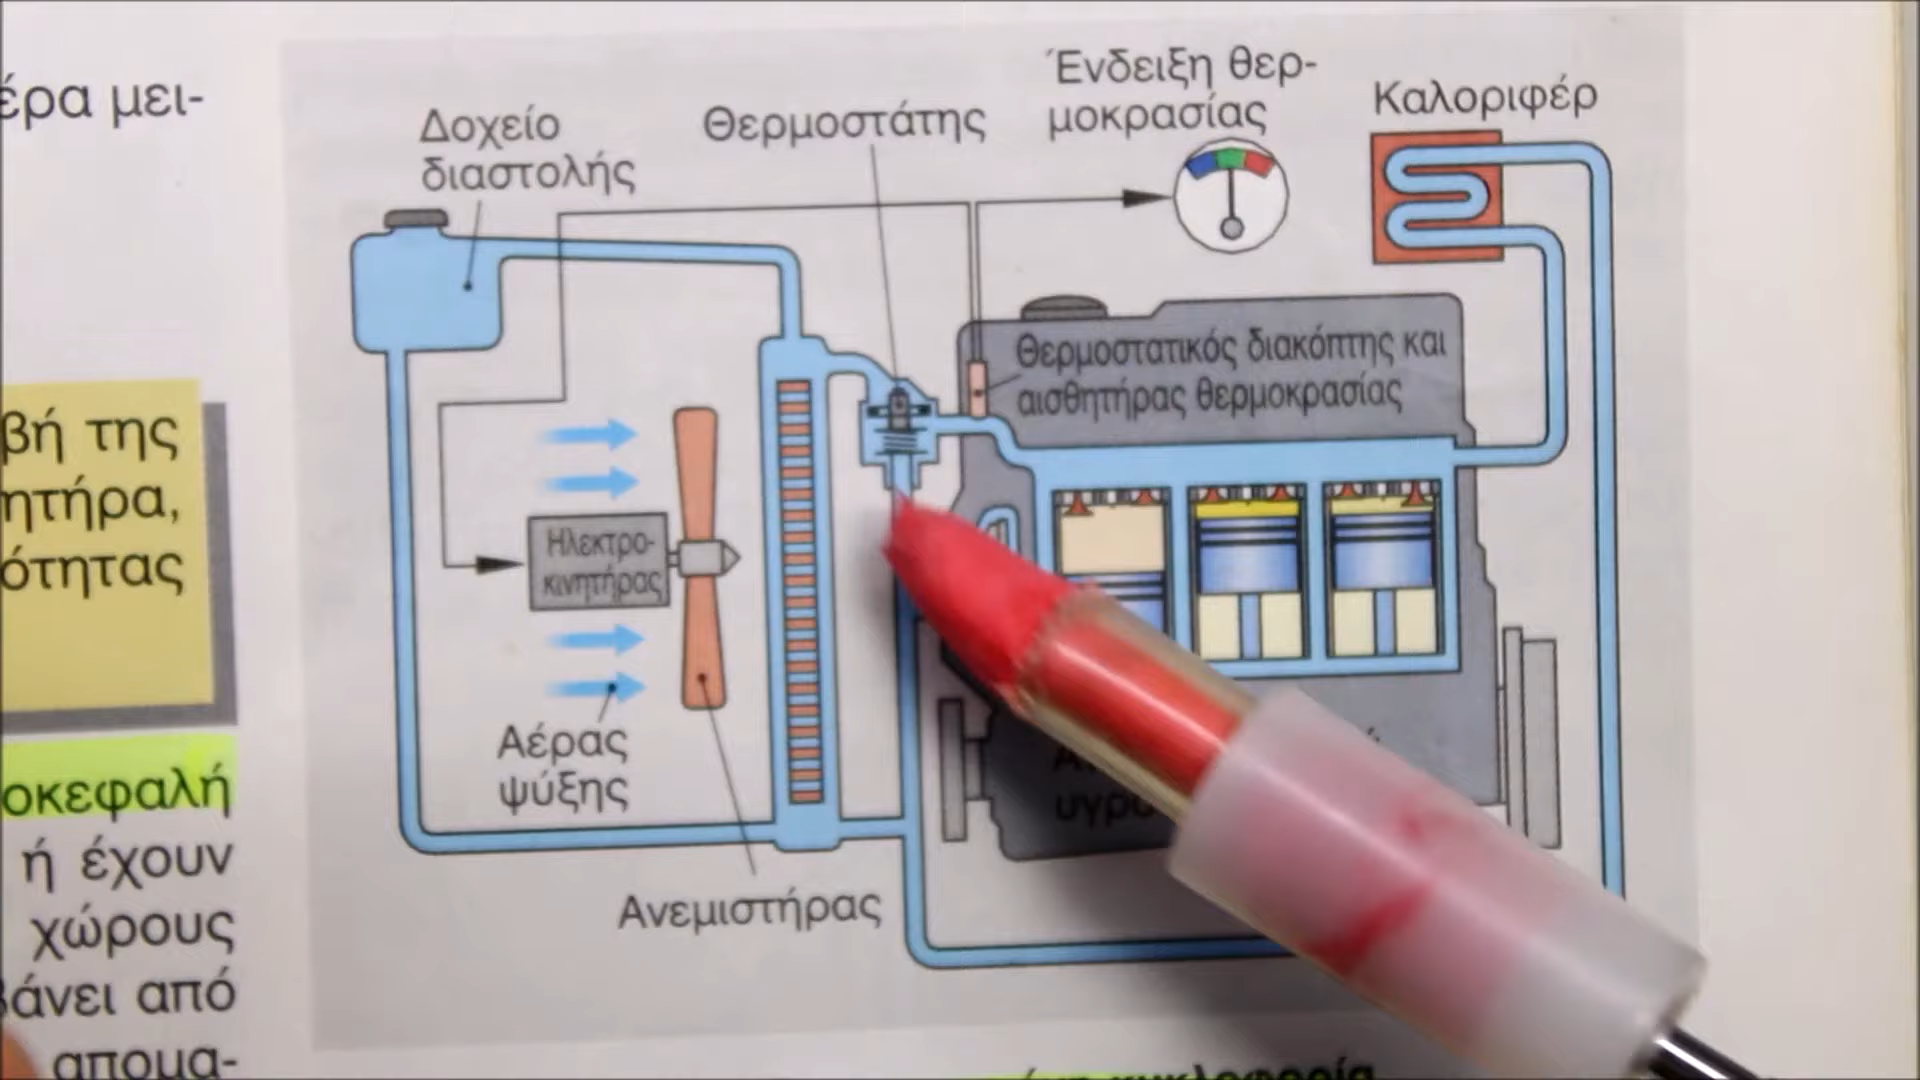 έρα μει-
βή της
ητήρα,
ότητας
οκεφαλή
ή έχουν
χώρους
βάνει από
απομα-
Δοχείο
διαστολής
Θερμοστάτης
Ένδειξη θερ-
μοκρασίας
Καλοριφέρ
Θερμοστατικός διακόπτης και
αισθητήρας θερμοκρασίας
Ηλεκτρο-
κινητήρας
Αέρας
ψύξης
Ανεμιστήρας
κυκλοφορία